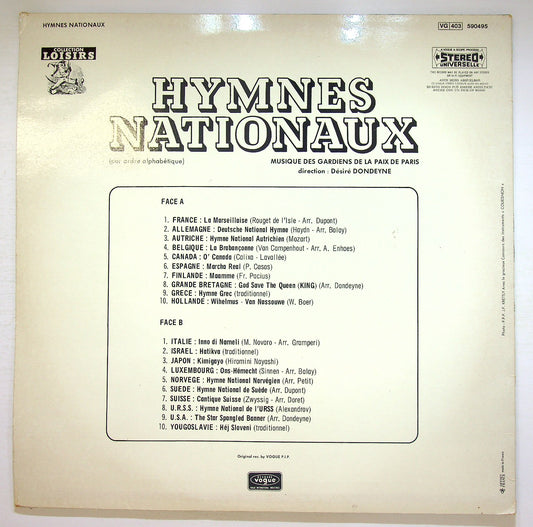 HYMNES NATIONAUX
VG 403 590495
COLLECTION
LOISIRS
STEREO
UNIVERSELLE
HYMNES
NATIONAUX
(par ordre alphabétique)
MUSIQUE DES GARDIENS DE LA PAIX DE PARIS
direction : Désiré DONDEYNE
FACE A
1. FRANCE : La Marseillaise (Rouget de l'Isle - Arr. Dupont)
2. ALLEMAGNE : Deutsche National Hymne (Haydn - Arr. Balay)
3. AUTRICHE : Hymne National Autrichien (Mozart)
4. BELGIQUE : La Brabançonne (Van Campenhout - Arr. A. Enhoes)
5. CANADA : O' Canada (Calixa - Lavallée)
6. ESPAGNE : Marcha Real (P. Casas)
7. FINLANDE : Maamme (Fr. Pacius)
8. GRANDE BRETAGNE : God Save The Queen (KING) (Arr. Dondeyne)
9. GRECE : Hymne Grec (traditionnel)
10. HOLLANDE : Wihelmus - Van Nassouwe (W. Boer)
FACE B
1. ITALIE : Inno di Nameli (M. Novaro - Arr. Gramperi)
2. ISRAEL : Hatikva (traditionnel)
3. JAPON : Kimigayo (Hiromini Nayashi)
4. LUXEMBOURG : Ons-Hémecht (Sinnen - Arr. Balay)
5. NORVEGE : Hymne National Norvégien (Arr. Petit)
6. SUEDE : Hymne National de Suède (Arr. Dupont)
7. SUISSE : Cantique Suisse (Zwyssig - Arr. Daret)
8. U.R.S.S. : Hymne National de l'URSS (Alexandrov)
9. U.S.A. : The Star Spangled Banner (Arr. Dondeyne)
10. YOUGOSLAVIE : Héj Sloveni (traditionnel)
Original rec. by VOGUE P.I.P.
vogue